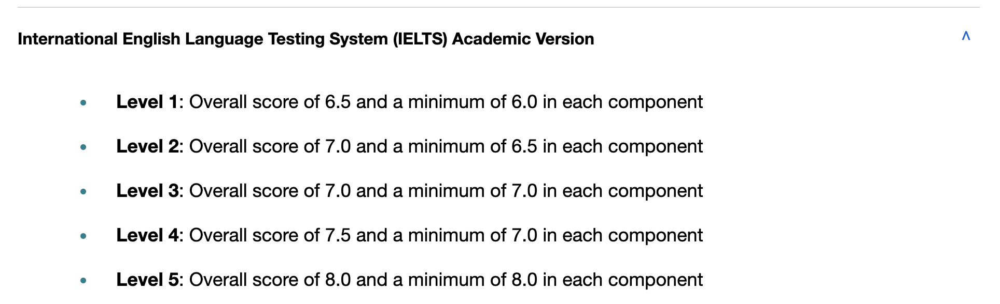 International English Language Testing System (IELTS) Academic Version
• Level 1: Overall score of 6.5 and a minimum of 6.0 in each component
• Level 2: Overall score of 7.0 and a minimum of 6.5 in each component
• Level 3: Overall score of 7.0 and a minimum of 7.0 in each component
• Level 4: Overall score of 7.5 and a minimum of 7.0 in each component
• Level 5: Overall score of 8.0 and a minimum of 8.0 in each component